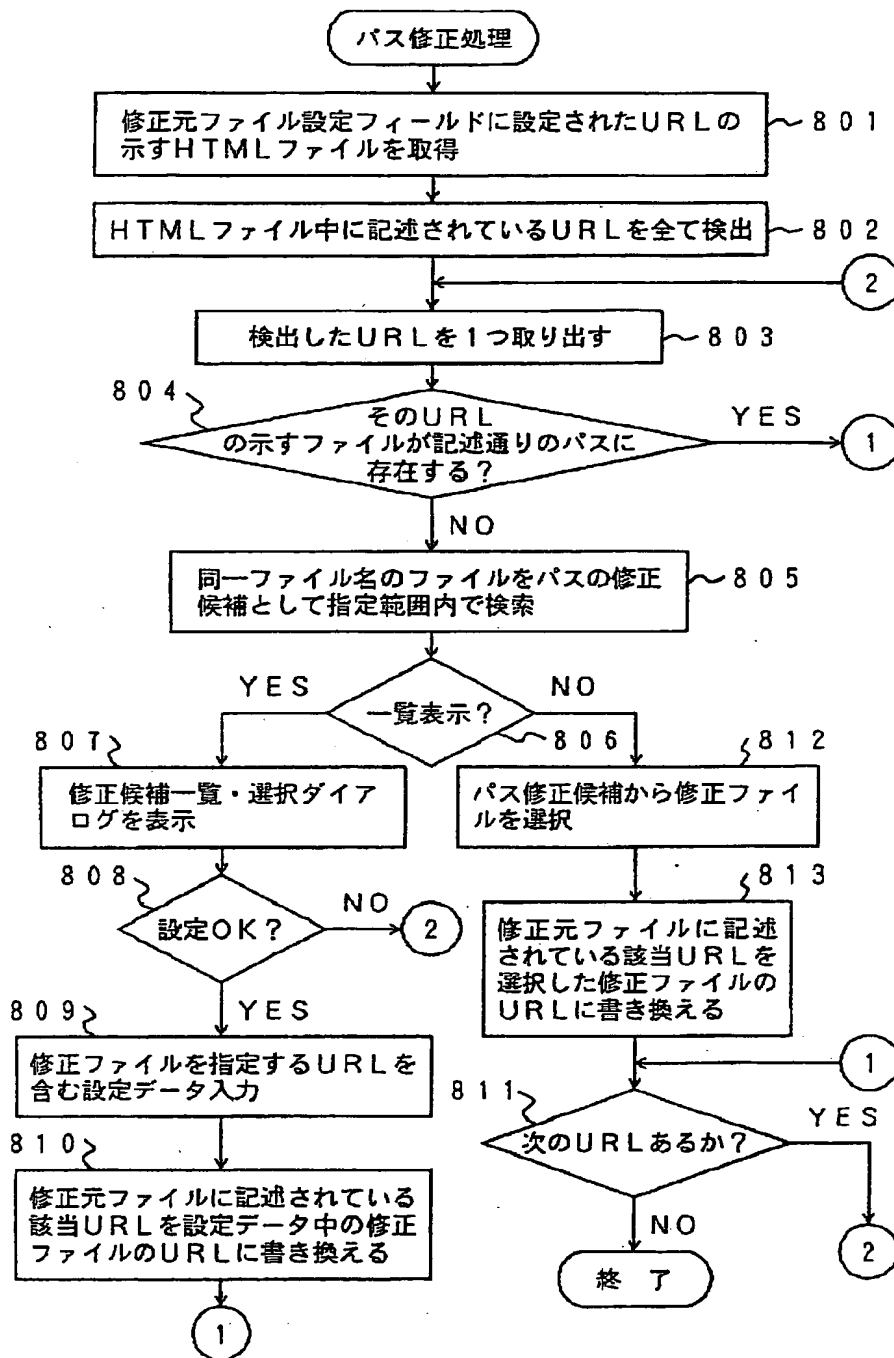 パス修正処理
修正元ファイル設定フィールドに設定されたURLの
示すHTMLファイルを取得
801
HTMLファイル中に記述されているURLを全て検出
802
2
検出したURLを1つ取り出す
803
804
そのURL
の示すファイルが記述通りのパスに
存在する?
YES
1
NO
同一ファイル名のファイルをパスの修正
候補として指定範囲内で検索
805
YES
一覧表示?
NO
806
807
修正候補一覧・選択ダイア
ログを表示
812
パス修正候補から修正ファイ
ルを選択
808
設定OK?
NO
2
YES
813
修正元ファイルに記述
されている該当URLを
選択した修正ファイルの
URLに書き換える
809
修正ファイルを指定するURLを
含む設定データ入力
1
811
次のURLあるか?
YES
2
NO
終了
810
修正元ファイルに記述されている
該当URLを設定データ中の修正
ファイルのURLに書き換える
1